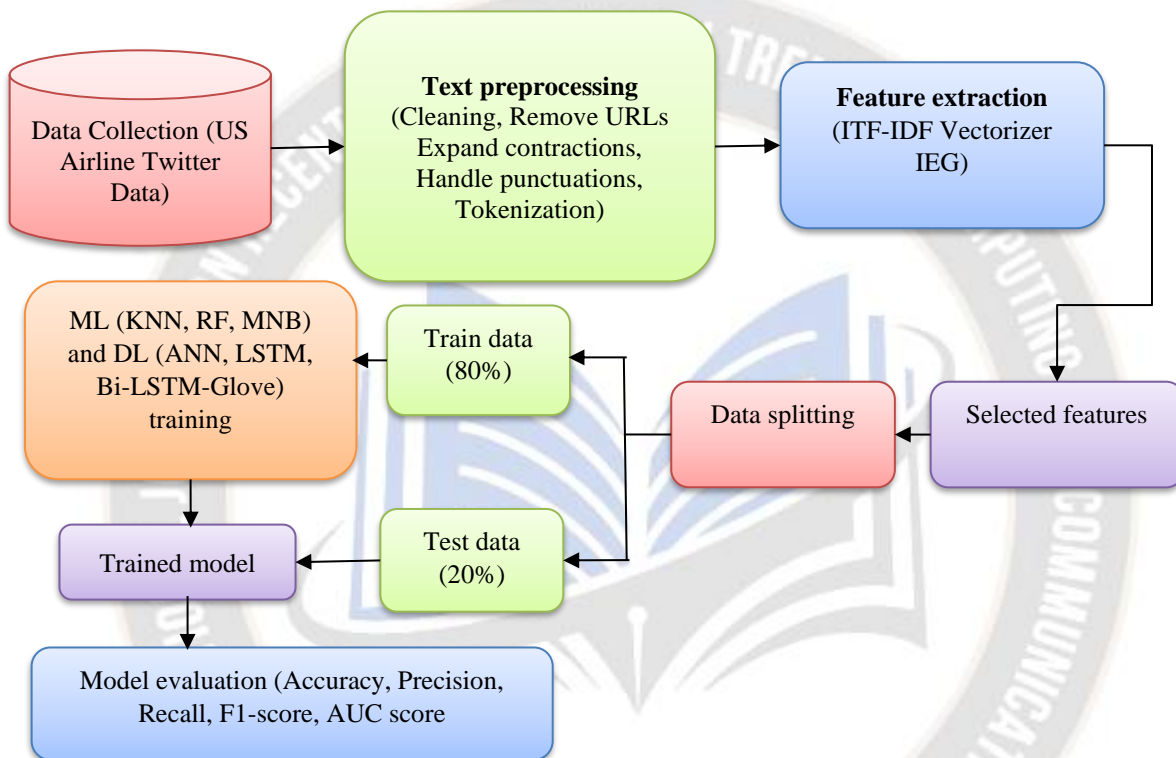 Data Collection (US
Airline Twitter
Data)
Text preprocessing
(Cleaning, Remove URLs
Expand contractions,
Handle punctuations,
Tokenization)
Feature extraction
(ITF-IDF Vectorizer
IEG)
ML (KNN, RF, MNB)
and DL (ANN, LSTM,
Bi-LSTM-Glove)
training
Train data
(80%)
Data splitting
Selected features
Trained model
Test data
(20%)
Model evaluation (Accuracy, Precision,
Recall, F1-score, AUC score
COMMUNICAT